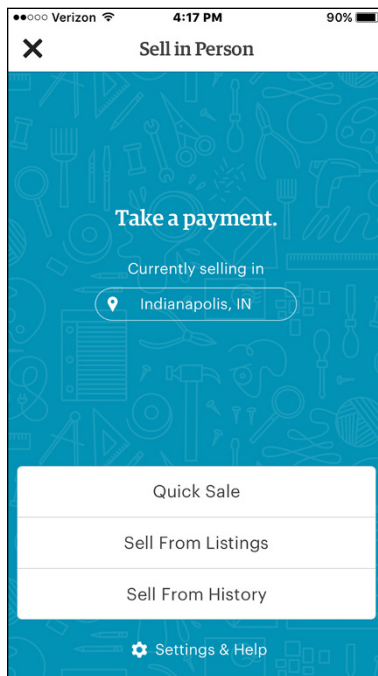 Verizon 4:17 PM 90%
Sell in Person
Take a payment.
Currently selling in
Indianapolis, IN
Quick Sale
Sell From Listings
Sell From History
Settings & Help